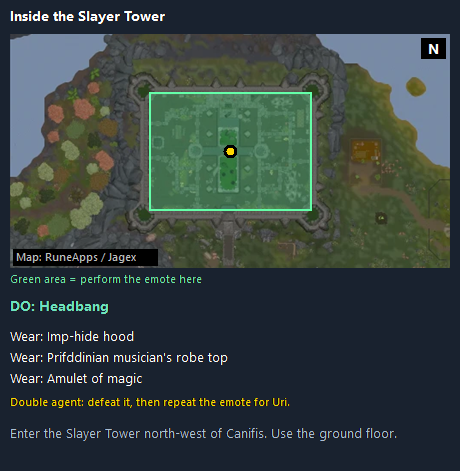 Inside the Slayer Tower
N
Map: RuneApps / Jagex
Green area = perform the emote here
DO: Headbang
Wear: Imp-hide hood
Wear: Prifddinian musician's robe top
Wear: Amulet of magic
Double agent: defeat it, then repeat the emote for Uri.
Enter the Slayer Tower north-west of Canifis. Use the ground floor.